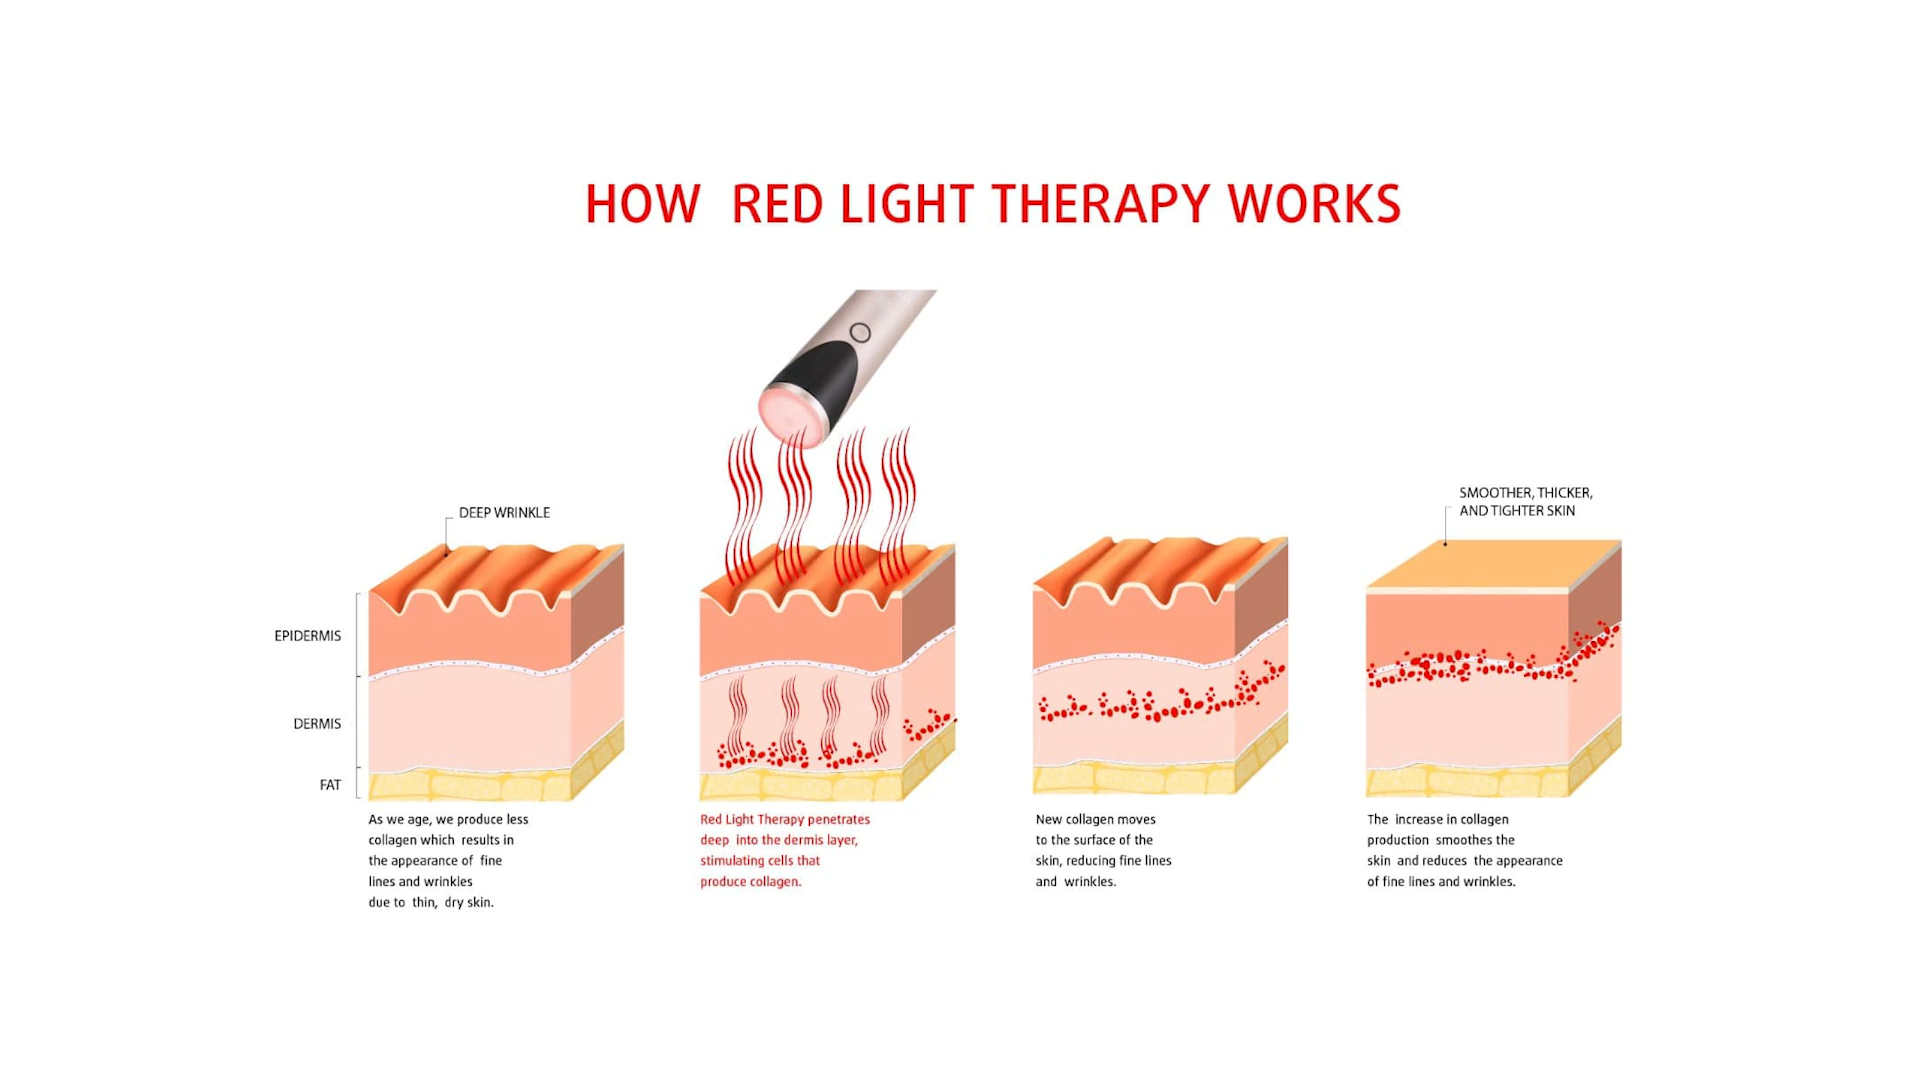 HOW RED LIGHT THERAPY WORKS
DEEP WRINKLE
SMOOTHER, THICKER,
AND TIGHTER SKIN
EPIDERMIS
DERMIS
FAT
As we age, we produce less
collagen which results in
the appearance of fine
lines and wrinkles
due to thin, dry skin.
Red Light Therapy penetrates
deep into the dermis layer,
stimulating cells that
produce collagen.
New collagen moves
to the surface of the
skin, reducing fine lines
and wrinkles.
The increase in collagen
production smoothes the
skin and reduces the appearance
of fine lines and wrinkles.